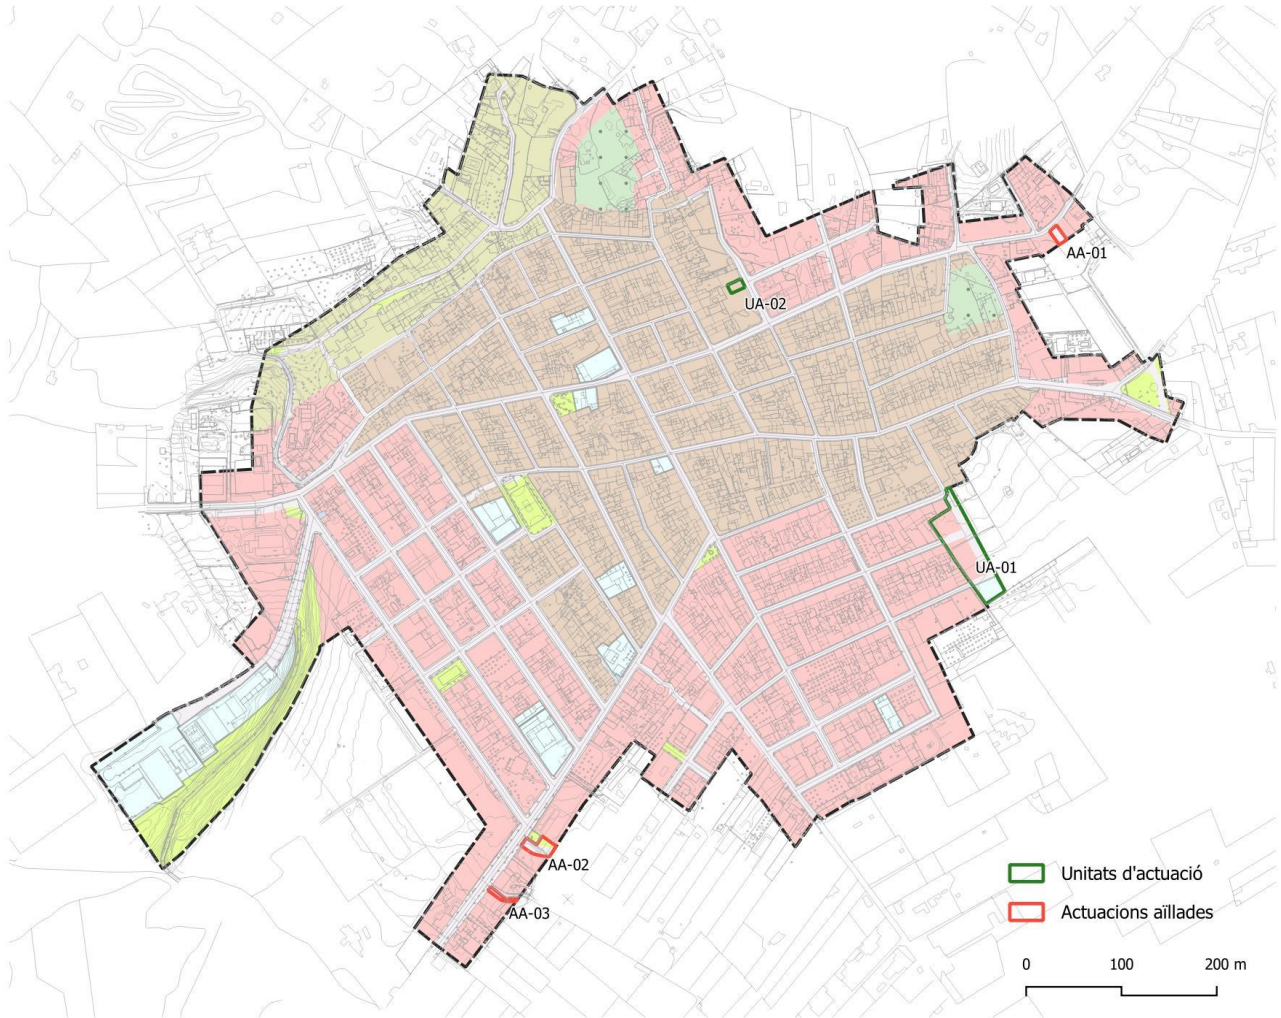 AA-01
UA-02
UA-01
AA-02
AA-03
Unitats d'actuació
Actuacions aïllades
0 100 200 m